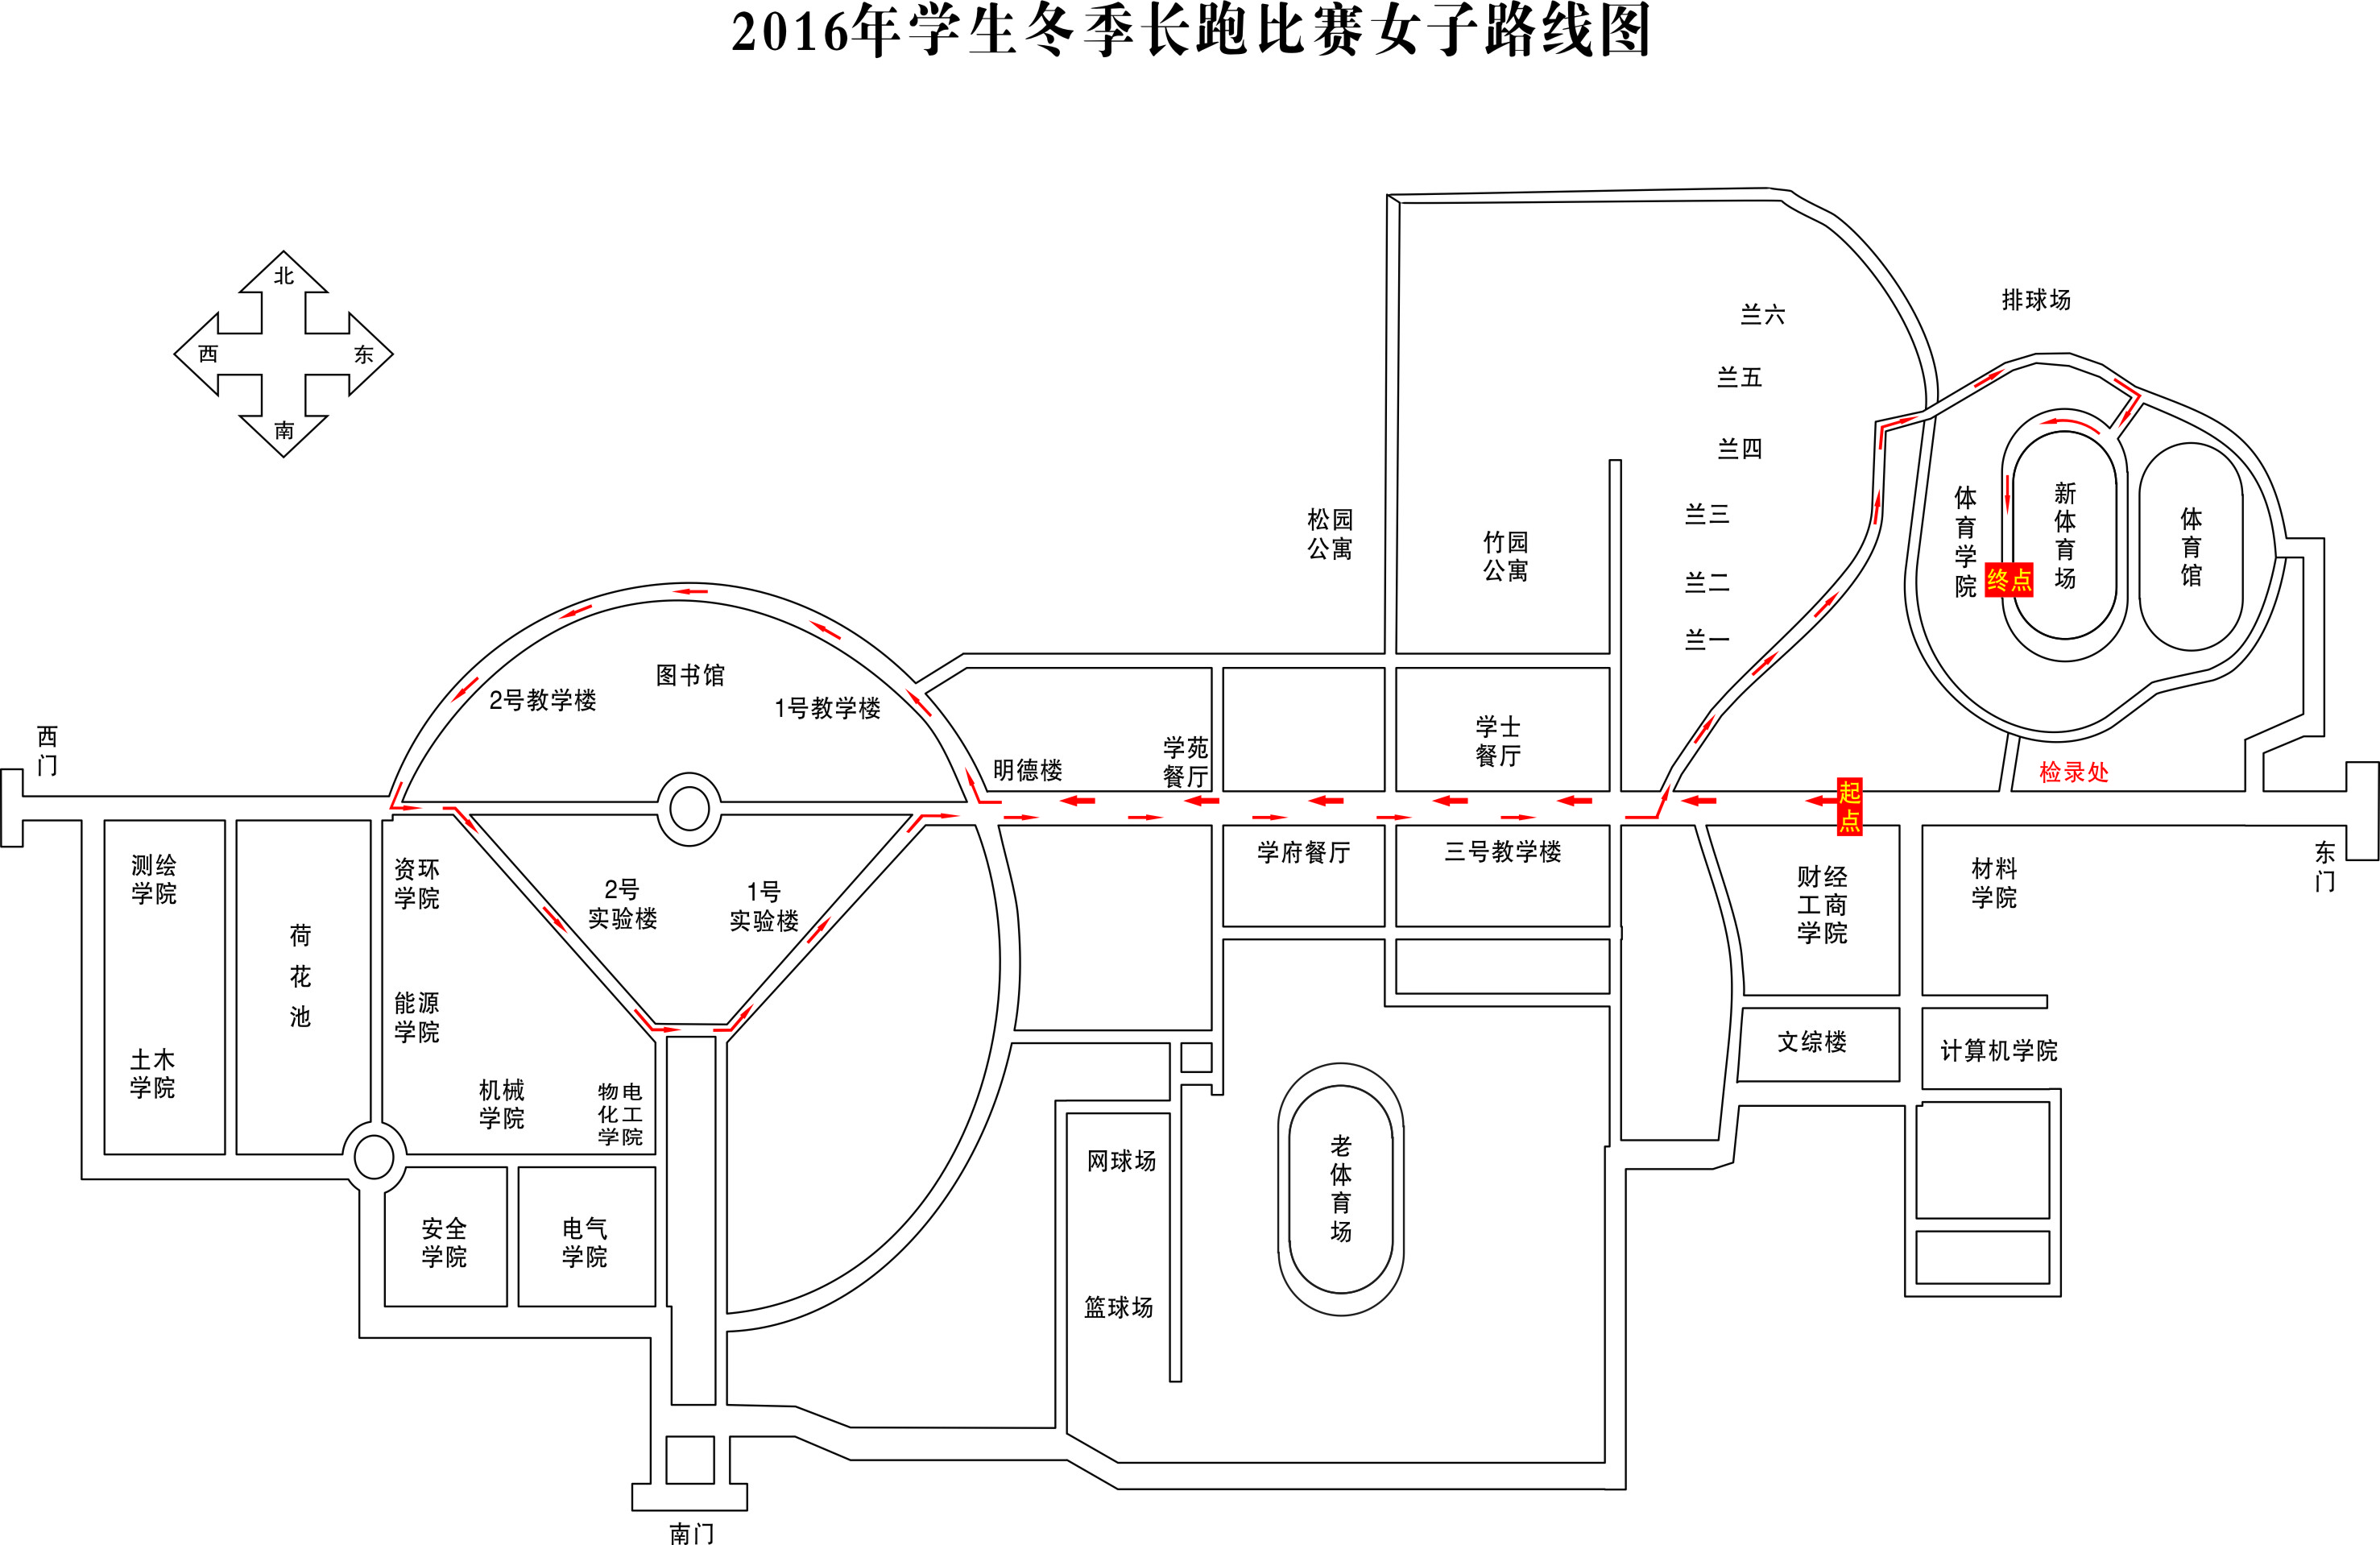 2016年学生冬季长跑比赛女子路线图
北
西
东
南
排球场
兰六
兰五
兰四
兰三
兰二
兰一
松园
公寓
竹园
公寓
体育学院
新体育场
体育馆
终点
图书馆
2号教学楼
1号教学楼
西门
明德楼
学苑
餐厅
学士
餐厅
检录处
起点
测绘
学院
资环
学院
2号
实验楼
1号
实验楼
学府餐厅
三号教学楼
财经
工商
学院
材料
学院
东门
荷花池
能源
学院
土木
学院
机械
学院
物电
化工
学院
文综楼
计算机学院
网球场
老体育场
安全
学院
电气
学院
篮球场
南门